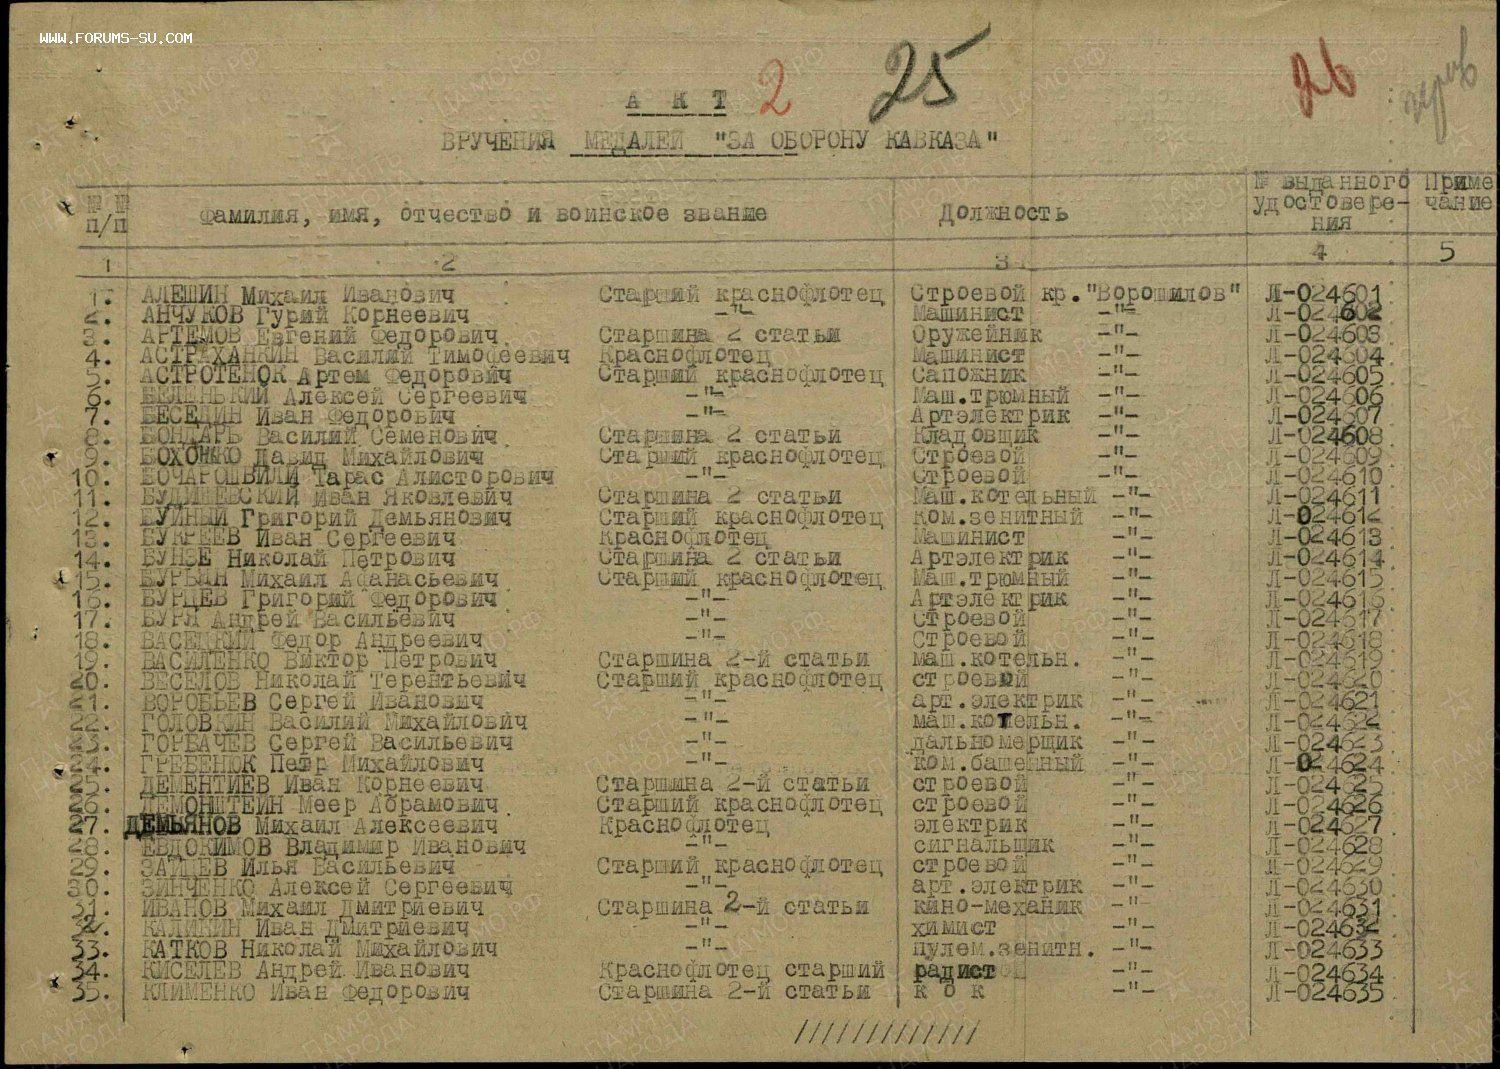 WWW.FORUMS-SU.COM
25
АКТ 2
ВРУЧЕНИЯ МЕДАЛЕЙ "ЗА ОБОРОНУ КАВКАЗА"
№ № п/п Фамилия, имя, отчество и воинское звание Должность № выданного удостоверения Примечание
1 2 3 4 5
1. АЛЕШИН Михаил Иванович Старший краснофлотец Строевой кр."Ворошилов" Л-024601
2. АНЧУКОВ Гурий Корнеевич -"- Машинист -"- Л-024602
3. АРТЕМОВ Евгений Федорович Старшина 2 статьи Оружейник -"- Л-024603
4. АСТРАХАНКИН Василий Тимофеевич Краснофлотец Машинист -"- Л-024604
5. АСТРОТЕНОК Артем Федорович Старший краснофлотец Сапожник -"- Л-024605
6. БЕЛЕНЬКИЙ Алексей Сергеевич -"- Маш.трюмный -"- Л-024606
7. БЕСЕДИН Иван Федорович -"- Артэлектрик -"- Л-024607
8. БОНДАРЬ Василий Семенович Старшина 2 статьи Кладовщик -"- Л-024608
9. Давид Михайлович Старший краснофлотец Строевой -"- Л-024609
10. БОЧАРОШВИЛИ Тарас Алисторович -"- Строевой -"- Л-024610
11. БУДИШЕВСКИЙ Иван Яковлевич Старшина 2 статьи Маш.котельный -"- Л-024611
12. БУЙНЫЙ Григорий Демьянович Старший краснофлотец Ком.зенитный -"- Л-024612
13. БУКРЕЕВ Иван Сергеевич Краснофлотец Машинист -"- Л-024613
14. БУНЗЕ Николай Петрович Старшина 2 статьи Артэлектрик -"- Л-024614
15. БУРБАН Михаил Афанасьевич Старший краснофлотец Маш.трюмный -"- Л-024615
16. БУРЦЕВ Григорий Федорович -"- Артэлектрик -"- Л-024616
17. БУРЯ Андрей Васильевич -"- Строевой -"- Л-024617
18. ВАСЕЦКИЙ Федор Андреевич -"- Строевой -"- Л-024618
19. ВАСИЛЕНКО Виктор Петрович Старшина 2-й статьи маш.котельн. -"- Л-024619
20. ВЕСЕЛОВ Николай Терентьевич Старший краснофлотец строевой -"- Л-024620
21. ВОРОБЬЕВ Сергей Иванович -"- арт.электрик -"- Л-024621
22. ГОЛОВКИН Василий Михайлович -"- маш.котельн. -"- Л-024622
23. ГОРБАЧЕВ Сергей Васильевич -"- дальномерщик -"- Л-024623
24. ГРЕБЕНЮК Петр Михайлович -"- ком.башенный -"- Л-024624
25. ДЕМЕНТИЕВ Иван Корнеевич Старшина 2-й статьи строевой -"- Л-024625
26. ДЕМОНШТЕЙН Меер Абрамович Старший краснофлотец строевой -"- Л-024626
27. ДЕМЬЯНОВ Михаил Алексеевич Краснофлотец электрик -"- Л-024627
28. ЕВДОКИМОВ Владимир Иванович -"- сигнальщик -"- Л-024628
29. ЗАЙЦЕВ Илья Васильевич Старший краснофлотец строевой -"- Л-024629
30. ЗИНЧЕНКО Алексей Сергеевич -"- арт.электрик -"- Л-024630
31. ИВАНОВ Михаил Дмитриевич Старшина 2-й статьи кино-механик -"- Л-024631
32. КАЛИКИН Иван Дмитриевич -"- химист -"- Л-024632
33. КАТКОВ Николай Михайлович -"- пулем.зенитн. -"- Л-024633
34. КИСЕЛЕВ Андрей Иванович Краснофлотец старший радист -"- Л-024634
35. КЛИМЕНКО Иван Федорович Старшина 2-й статьи кок -"- Л-024635